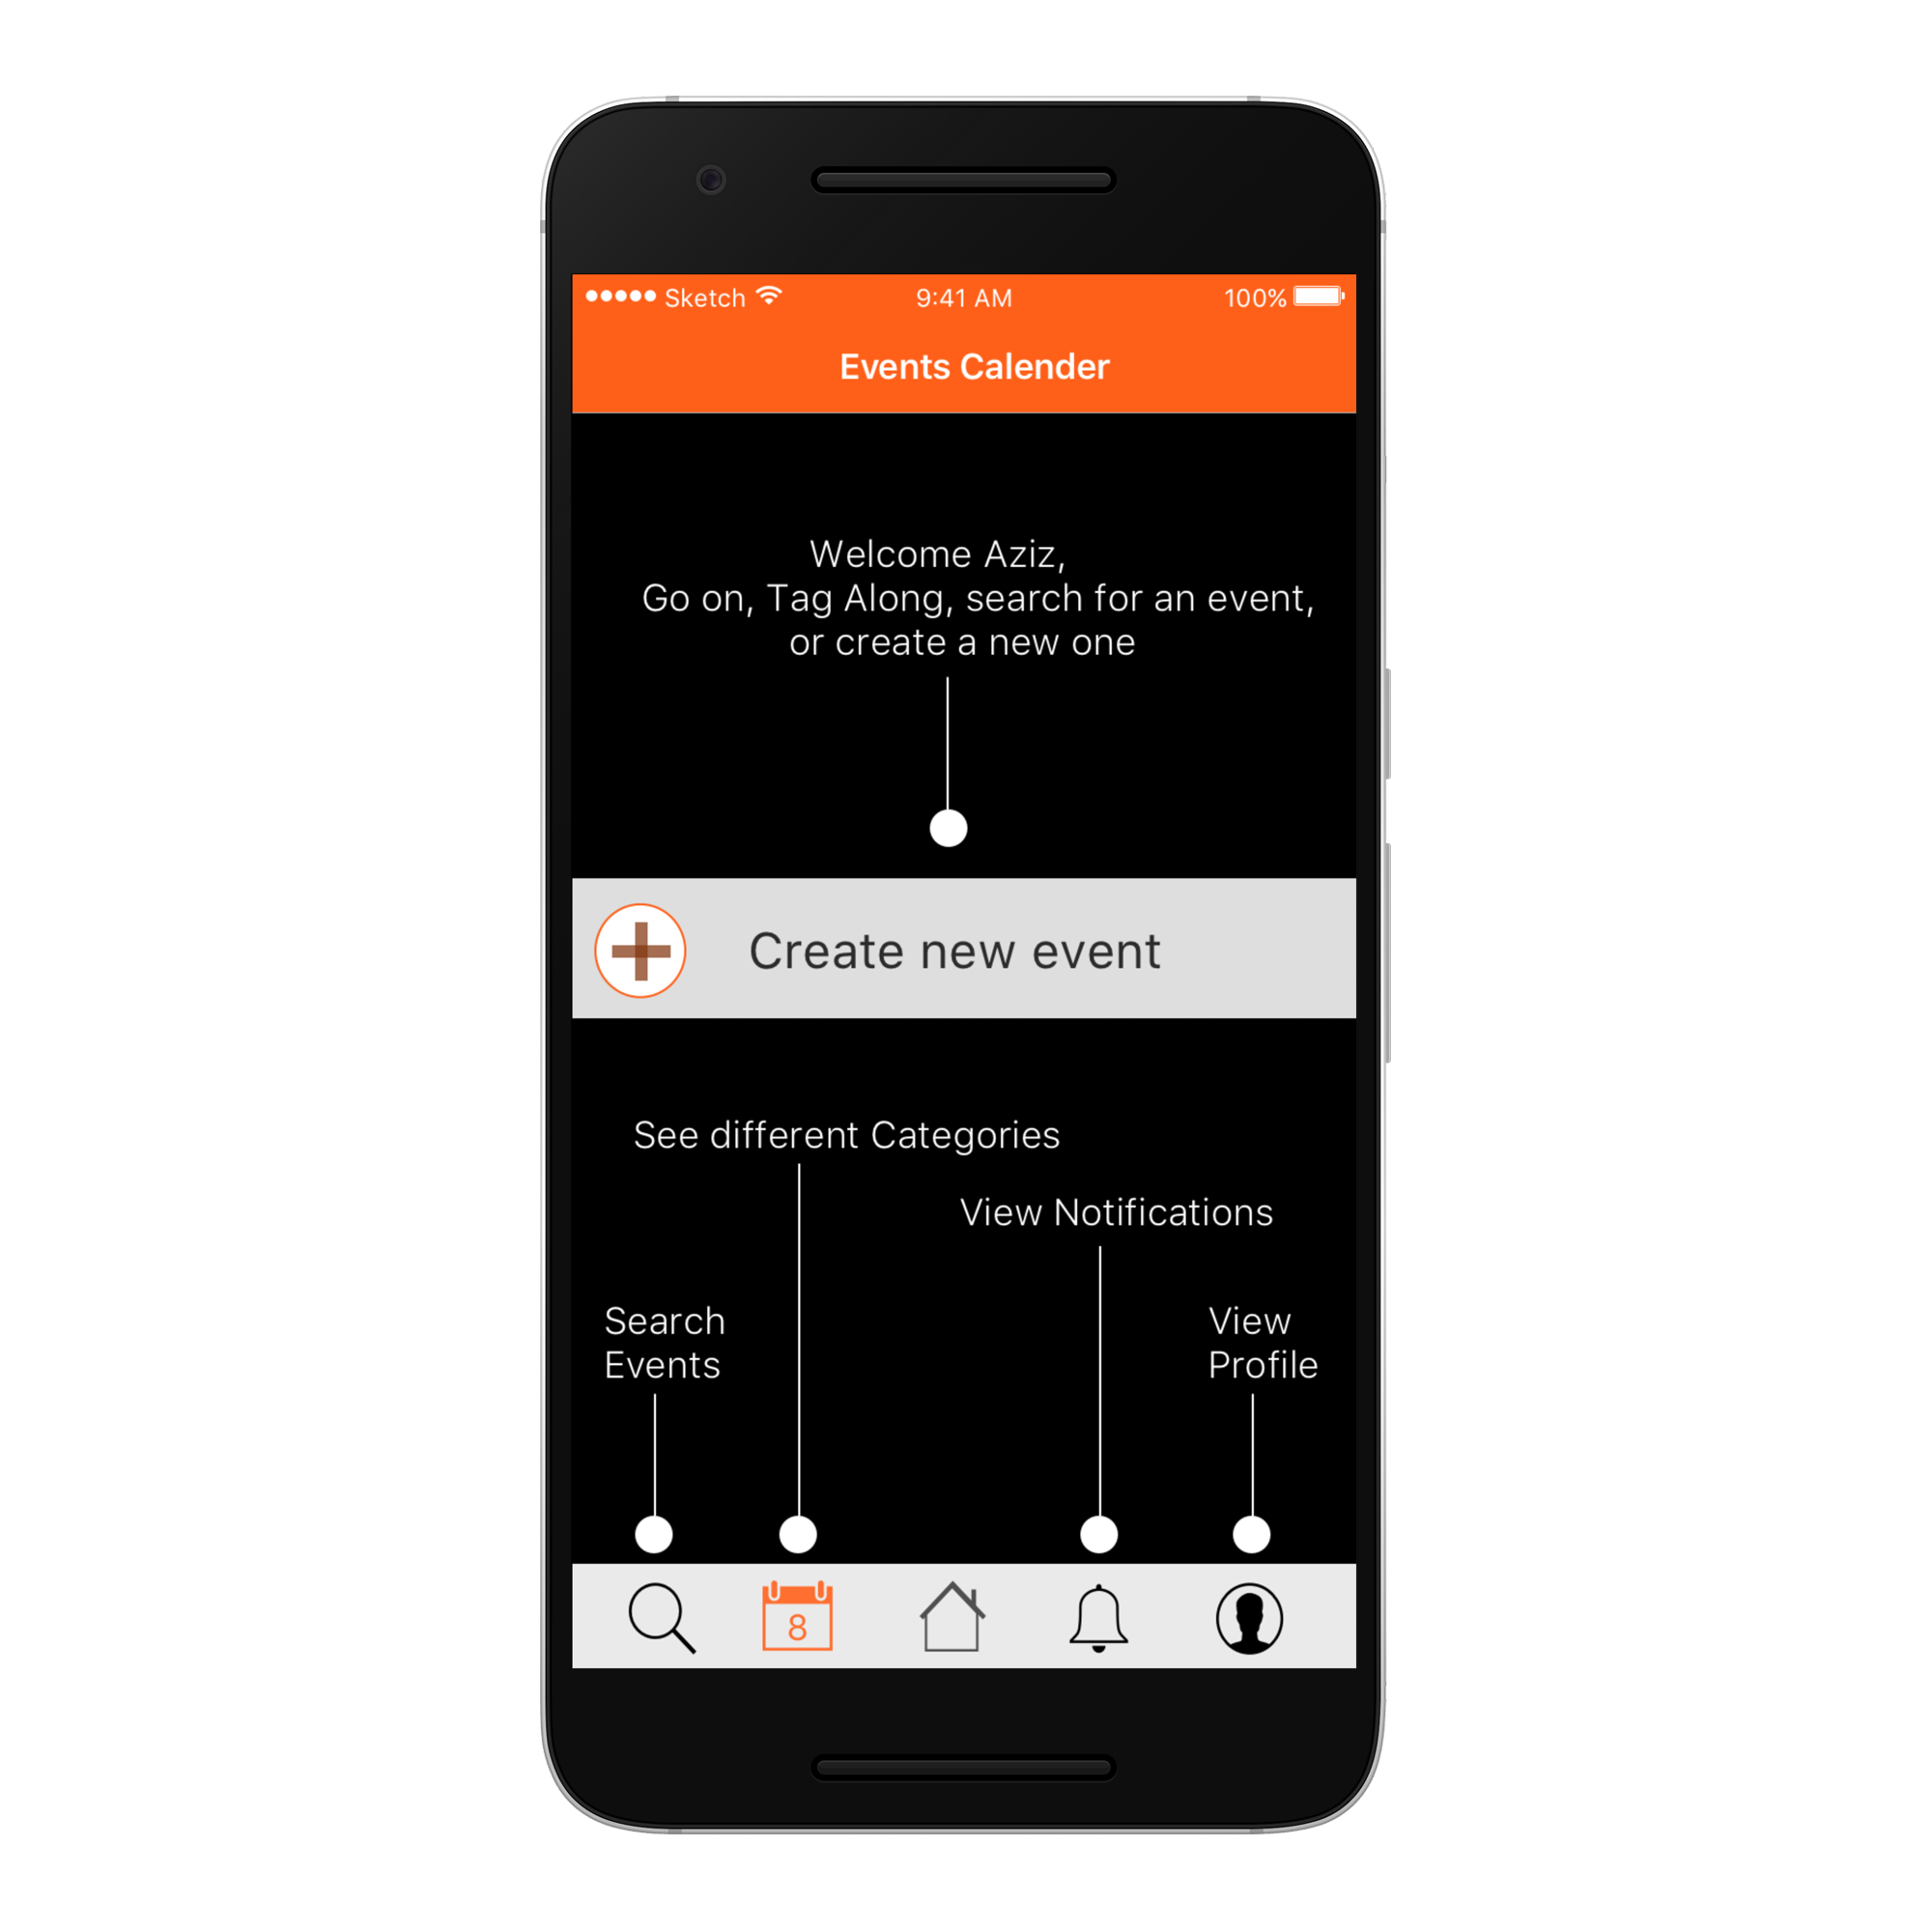 Sketch 9:41 AM 100%
Events Calender
Welcome Aziz,
Go on, Tag Along, search for an event,
or create a new one
Create new event
See different Categories
View Notifications
Search
Events
View
Profile
8